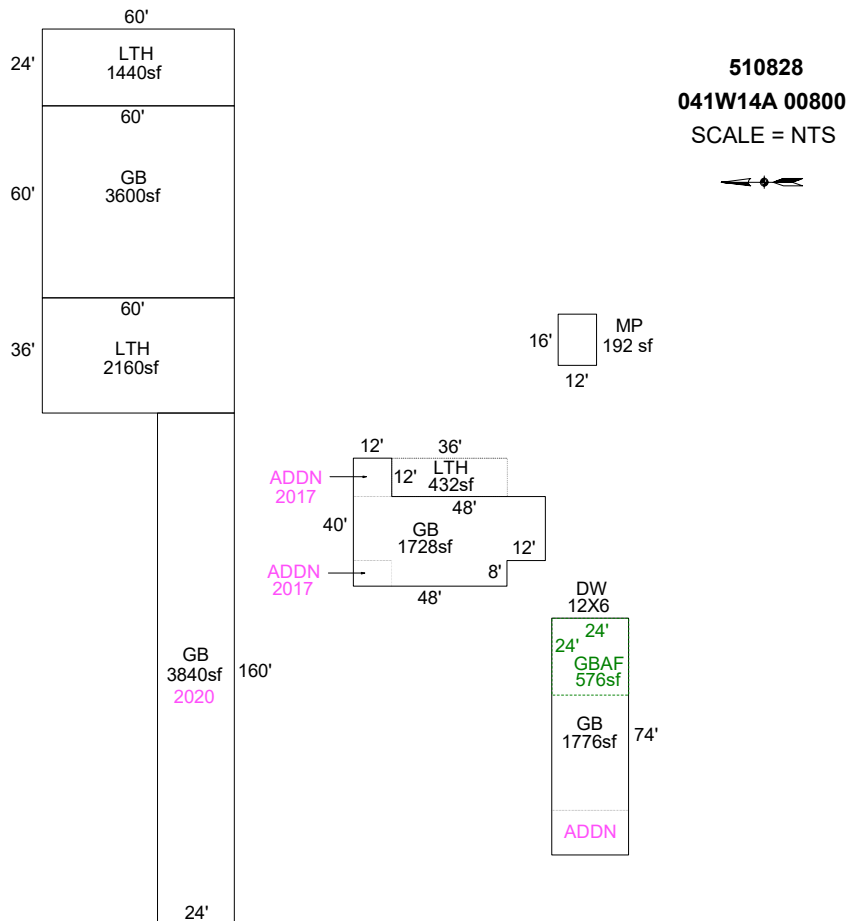 60'
24'
LTH
1440sf
60'
60'
GB
3600sf
60'
36'
LTH
2160sf
510828
041W14A 00800
SCALE = NTS
16'
MP
192 sf
12'
12'
36'
ADDN
2017
12'
LTH
432sf
48'
40'
GB
1728sf
12'
ADDN
2017
8'
48'
DW
12X6
24'
24'
GBAF
576sf
GB
1776sf
74'
ADDN
GB
3840sf
2020
160'
24'